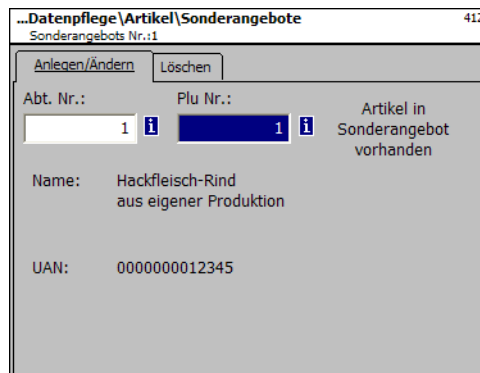 ...Datenpflege\Artikel\Sonderangebote 412
Sonderangebots Nr.:1
Anlegen/Ändern Löschen
Abt. Nr.: Plu Nr.:
1 i 1 i
Artikel in
Sonderangebot
vorhanden
Name: Hackfleisch-Rind
aus eigener Produktion
UAN: 0000000012345